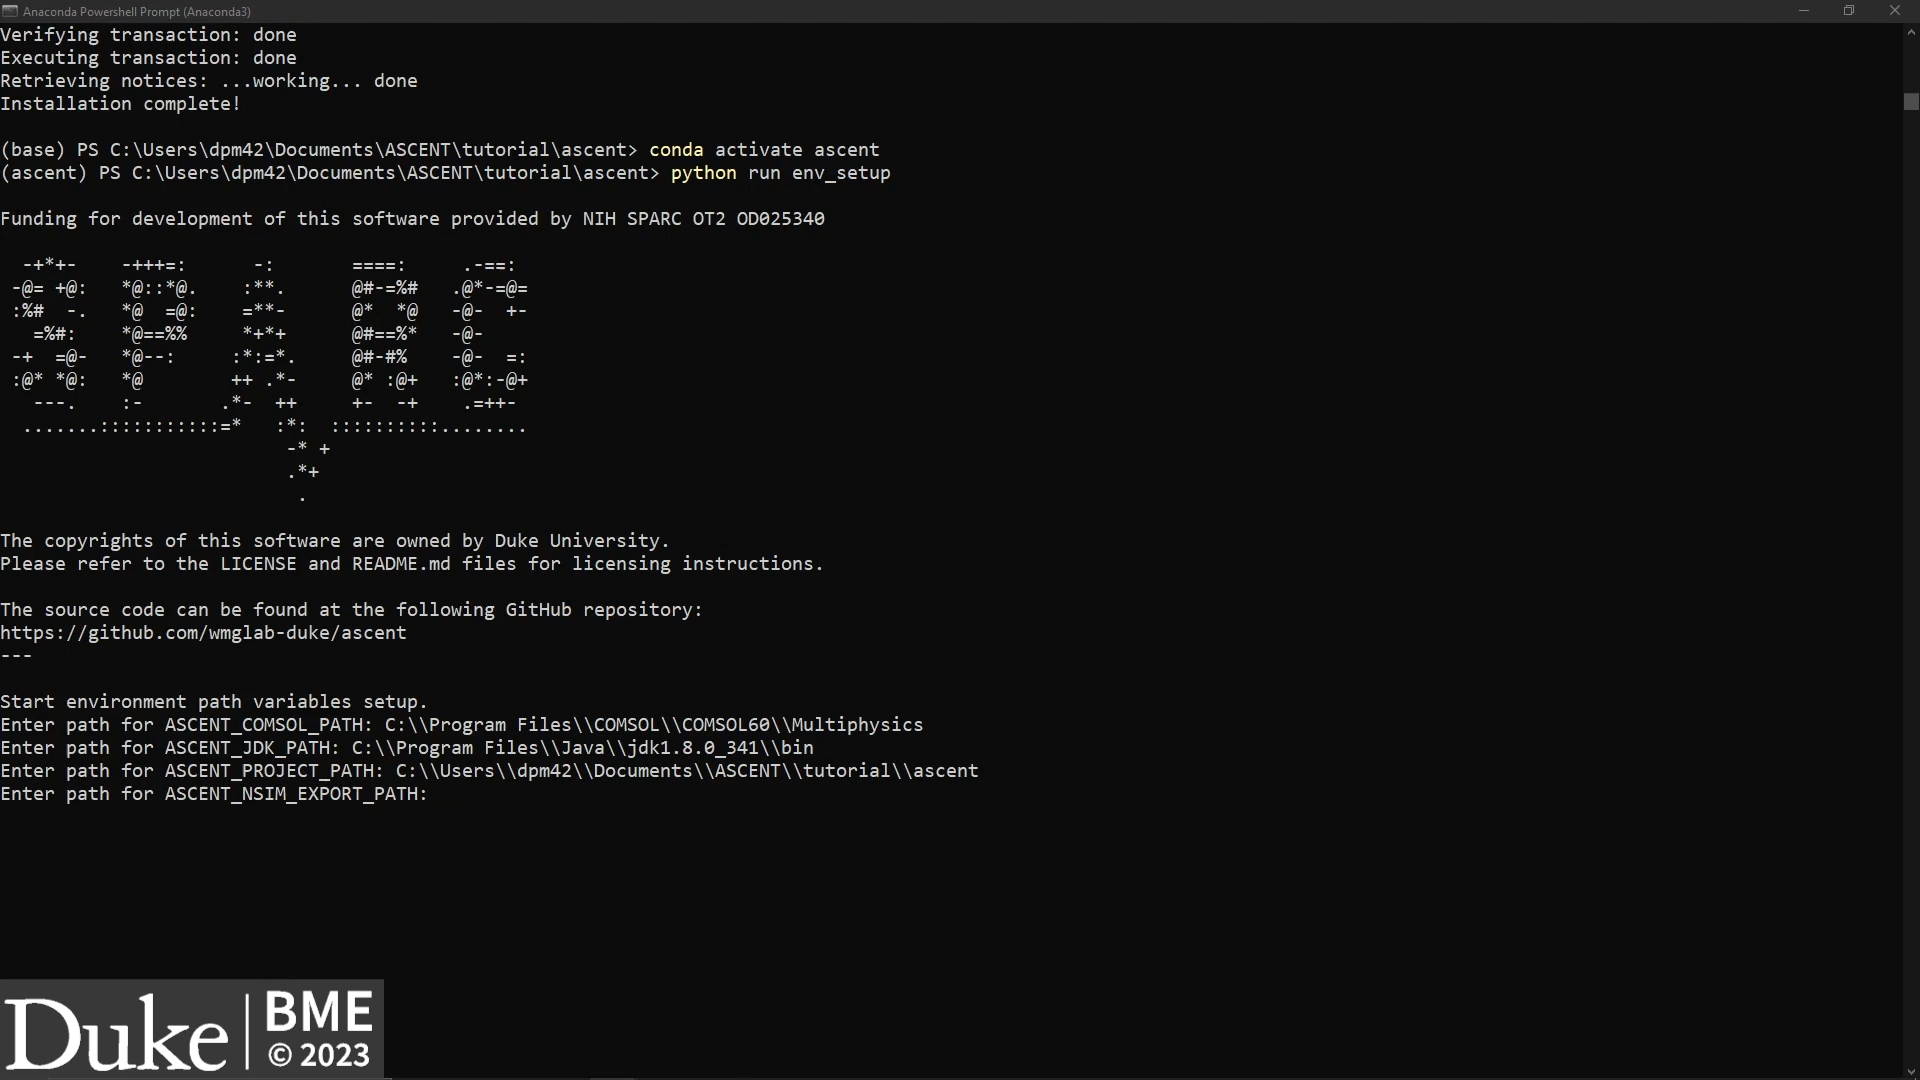 Anaconda Powershell Prompt (Anaconda3)
Verifying transaction: done
Executing transaction: done
Retrieving notices: ...working... done
Installation complete!
(base) PS C:\Users\dpm42\Documents\ASCENT\tutorial\ascent> conda activate ascent
(ascent) PS C:\Users\dpm42\Documents\ASCENT\tutorial\ascent> python run env_setup
Funding for development of this software provided by NIH SPARC OT2 OD025340
  -+*+-    -+++=:      -:       ====:     .-==:
 -@= +@:   *@::*@.    :**.      @#-=%#   .@*-=@=
 :%#  -.   *@  =@:    =**-      @*  *@   -@-  +-
   =%#:    *@==%%     *+*+      @#==%*   -@-
 -+  =@-   *@--:     :*:=*.     @#-#%    -@-  =:
 :@* *@:   *@        ++ .*-     @* :@+   :@*:-@+
   ---.    :-       .*-  ++     +-  -+    .=++-
  .......:::::::::::=*   :*:  ::::::::::........
                          -* +
                          .*+
                           .
The copyrights of this software are owned by Duke University.
Please refer to the LICENSE and README.md files for licensing instructions.
The source code can be found at the following GitHub repository:
https://github.com/wmglab-duke/ascent
---
Start environment path variables setup.
Enter path for ASCENT_COMSOL_PATH: C:\\Program Files\\COMSOL\\COMSOL60\\Multiphysics
Enter path for ASCENT_JDK_PATH: C:\\Program Files\\Java\\jdk1.8.0_341\\bin
Enter path for ASCENT_PROJECT_PATH: C:\\Users\\dpm42\\Documents\\ASCENT\\tutorial\\ascent
Enter path for ASCENT_NSIM_EXPORT_PATH:
Duke | BME
© 2023